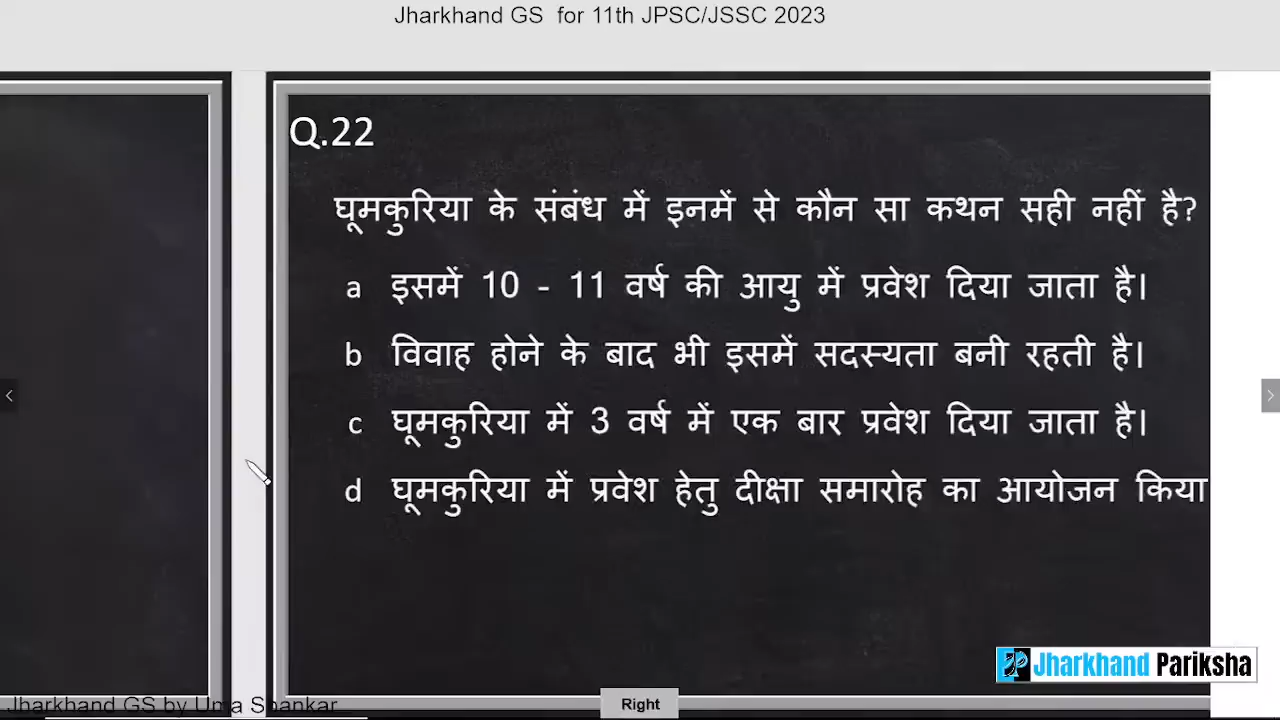 Jharkhand GS for 11th JPSC/JSSC 2023
Q.22
घूमकुरिया के संबंध में इनमें से कौन सा कथन सही नहीं है?
a इसमें 10 - 11 वर्ष की आयु में प्रवेश दिया जाता है।
b विवाह होने के बाद भी इसमें सदस्यता बनी रहती है।
c घूमकुरिया में 3 वर्ष में एक बार प्रवेश दिया जाता है।
d घूमकुरिया में प्रवेश हेतु दीक्षा समारोह का आयोजन किया
Jharkhand Pariksha
Jharkhand GS by Uma Shankar
Right